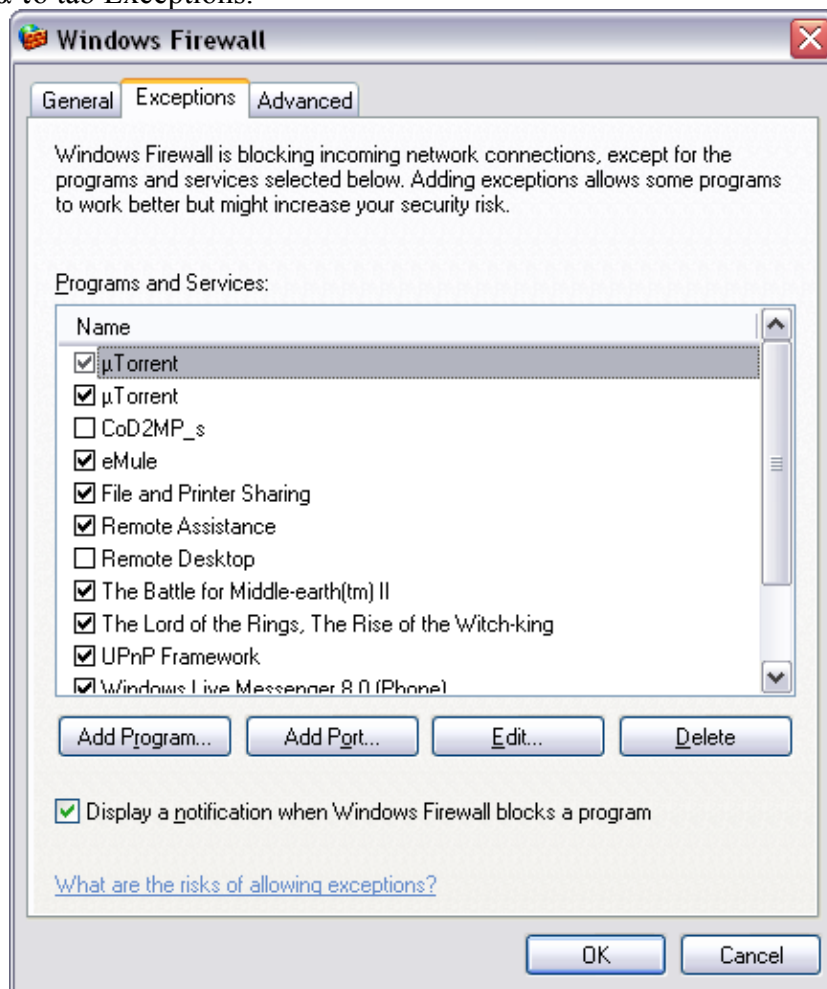 to tab Exceptions.
Windows Firewall
General Exceptions Advanced
Windows Firewall is blocking incoming network connections, except for the
programs and services selected below. Adding exceptions allows some programs
to work better but might increase your security risk.
Programs and Services:
Name
µTorrent
µTorrent
CoD2MP_s
eMule
File and Printer Sharing
Remote Assistance
Remote Desktop
The Battle for Middle-earth(tm) II
The Lord of the Rings, The Rise of the Witch-king
UPnP Framework
Windows Live Messenger 8.0 (Phone)
Add Program... Add Port... Edit... Delete
Display a notification when Windows Firewall blocks a program
What are the risks of allowing exceptions?
OK Cancel